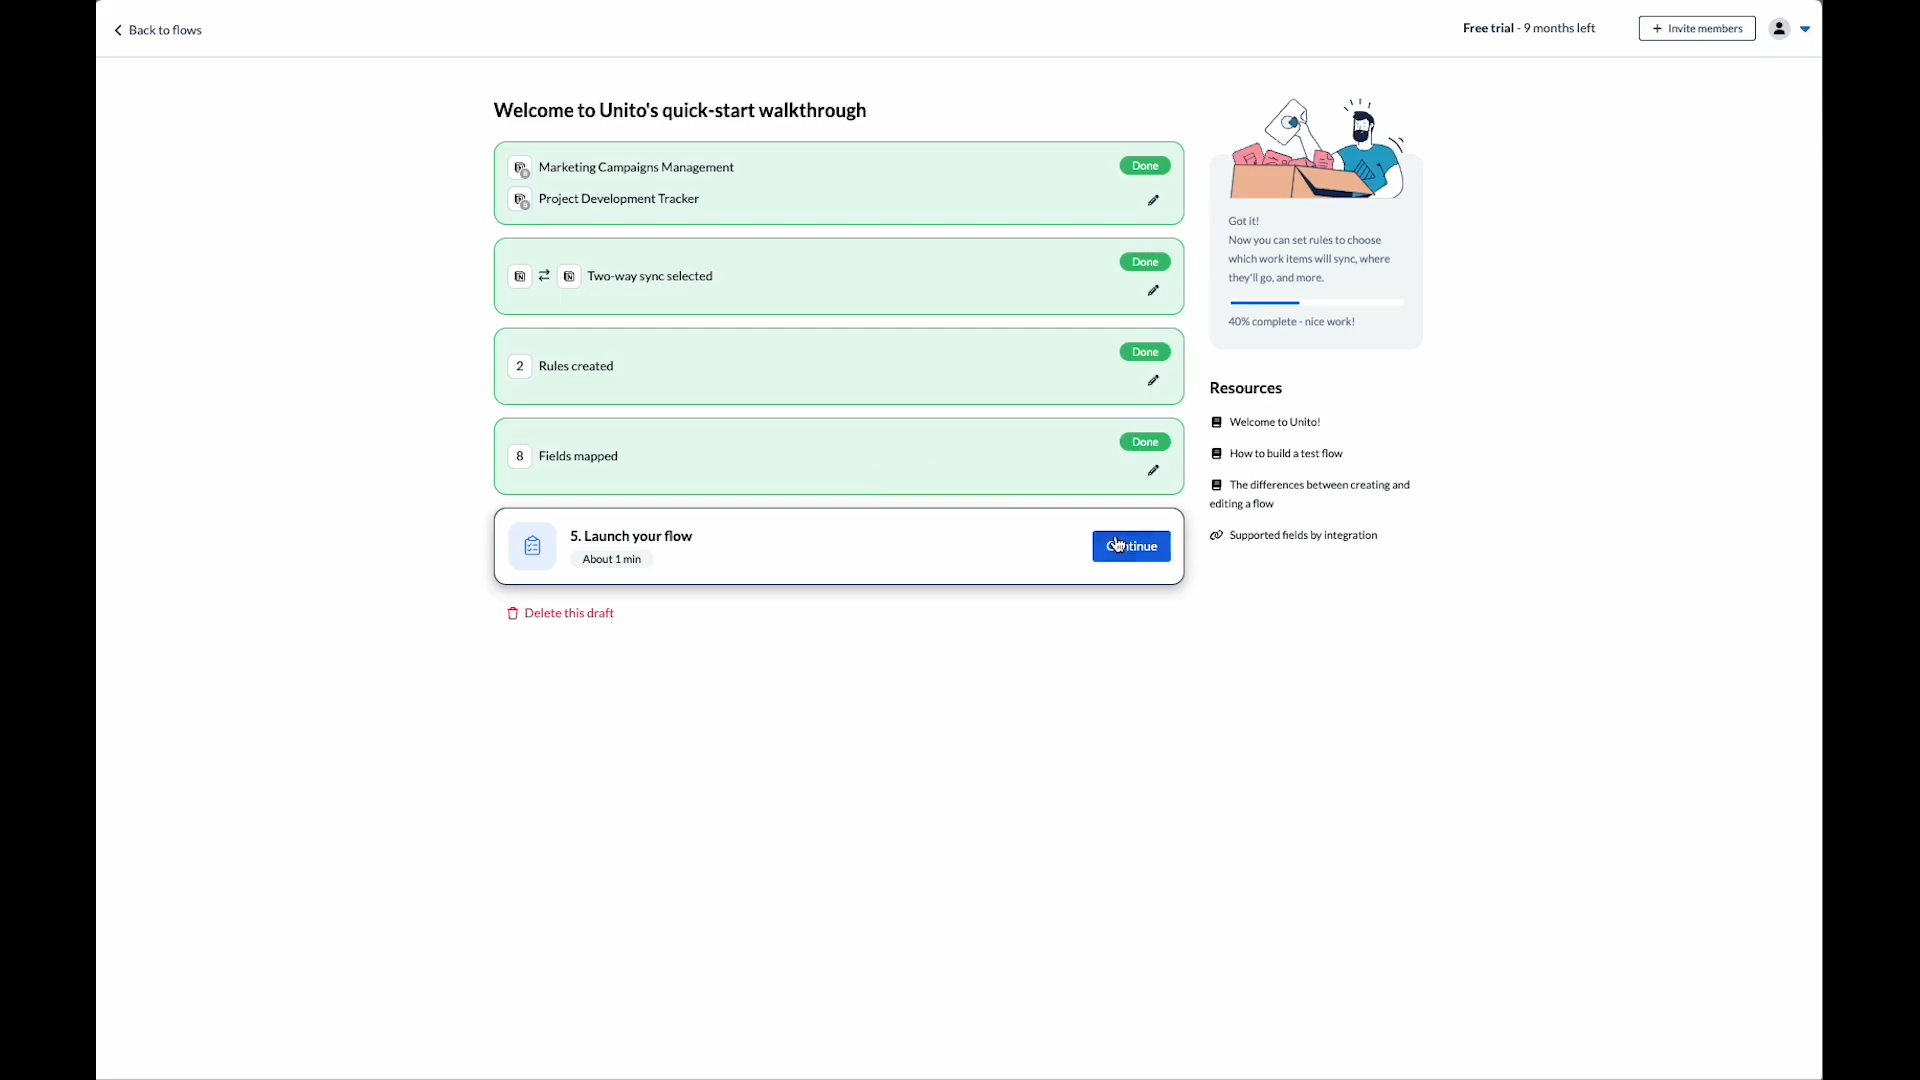 Back to flows
Free trial - 9 months left
+ Invite members
Welcome to Unito's quick-start walkthrough
Marketing Campaigns Management
Done
Project Development Tracker
Two-way sync selected
Done
2 Rules created
Done
8 Fields mapped
Done
5. Launch your flow
About 1 min
Continue
Delete this draft
Got it!
Now you can set rules to choose
which work items will sync, where
they'll go, and more.
40% complete - nice work!
Resources
Welcome to Unito!
How to build a test flow
The differences between creating and
editing a flow
Supported fields by integration